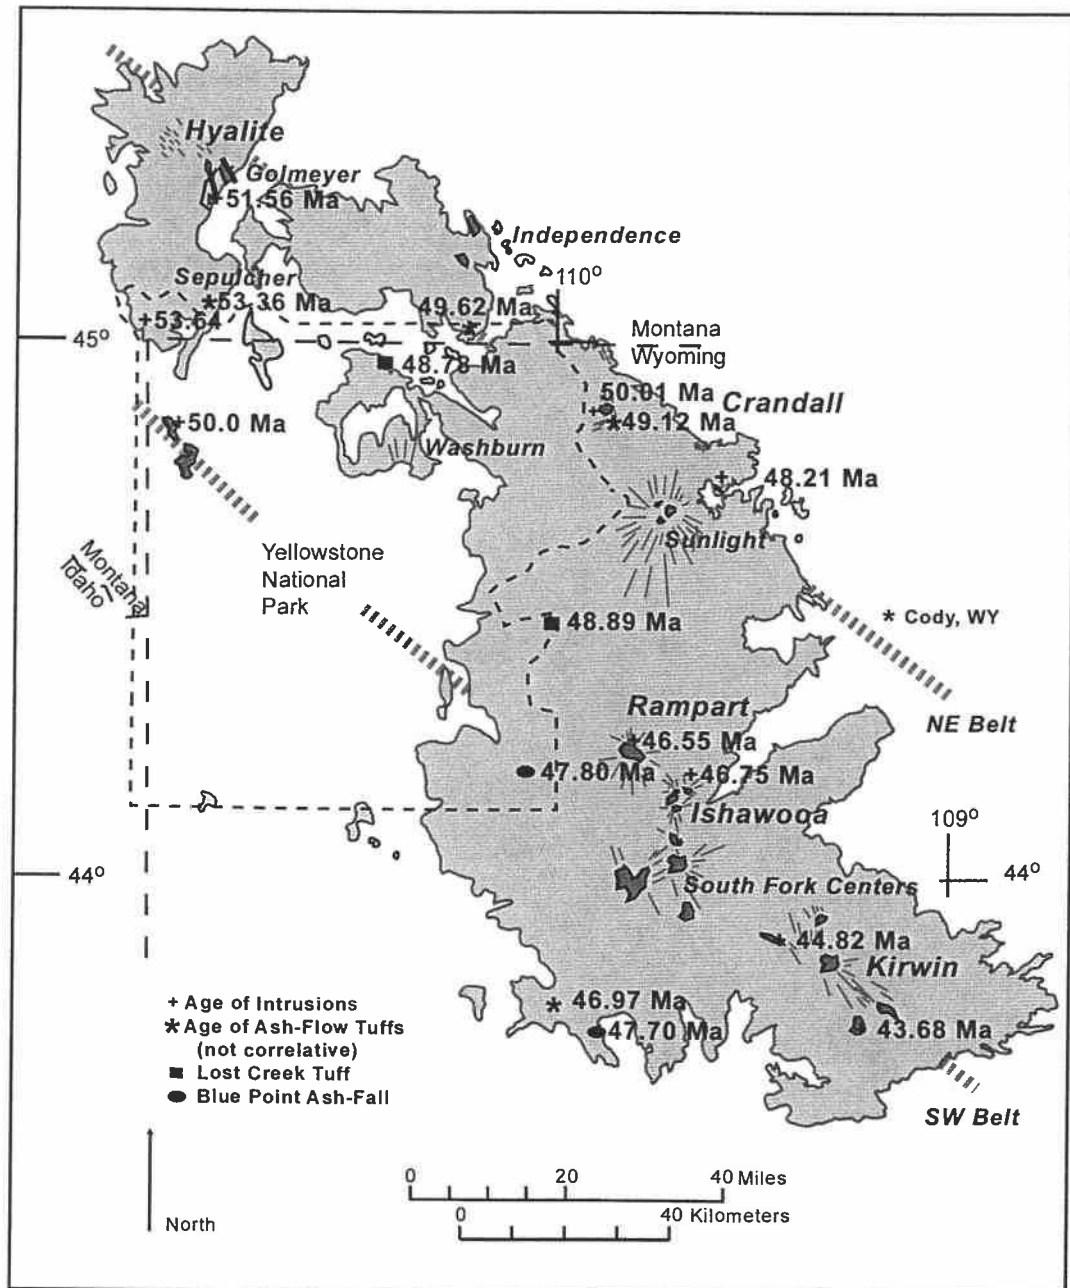 Hyalite
Golmeyer
+51.56 Ma
Independence
110°
Sepulcher
*53.36 Ma
49.62 Ma
+53.64
45°
Montana
Wyoming
48.78 Ma
50.01 Ma
Crandall
*49.12 Ma
+50.0 Ma
Washburn
48.21 Ma
Sunlight
Yellowstone
National
Park
Montana
Idaho
48.89 Ma
* Cody, WY
Rampart
NE Belt
+46.55 Ma
47.80 Ma
+46.75 Ma
Ishawooa
109°
44°
44°
South Fork Centers
44.82 Ma
Kirwin
+ Age of Intrusions
46.97 Ma
* Age of Ash-Flow Tuffs
(not correlative)
47.70 Ma
43.68 Ma
Lost Creek Tuff
Blue Point Ash-Fall
SW Belt
0 20 40 Miles
0 40 Kilometers
North